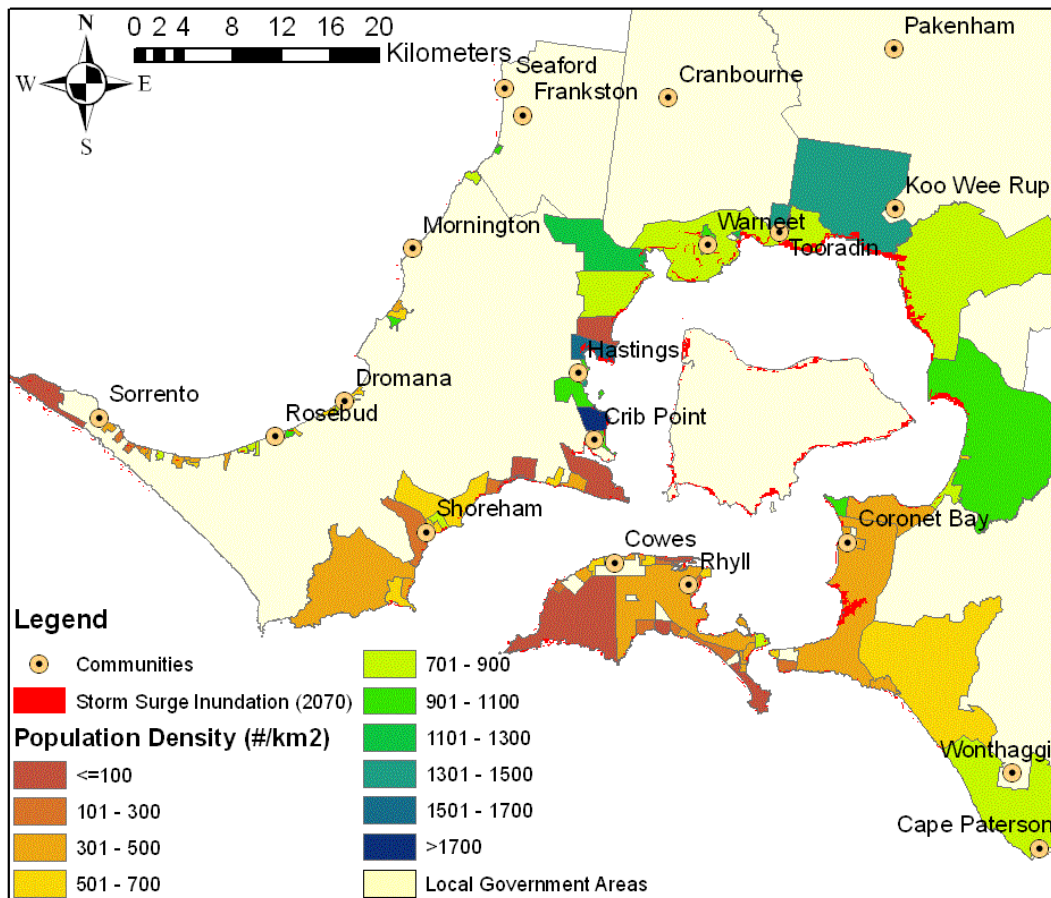 N
W E
S
0 2 4 8 12 16 20
Kilometers
Pakenham
Seaford
Cranbourne
Frankston
Koo Wee Rup
Mornington
Warneet
Tooradin
Hastings
Dromana
Sorrento
Rosebud
Crib Point
Shoreham
Coronet Bay
Cowes
Rhyll
Wonthaggi
Cape Paterson
Legend
Communities
Storm Surge Inundation (2070)
Population Density (#/km2)
<=100
101 - 300
301 - 500
501 - 700
701 - 900
901 - 1100
1101 - 1300
1301 - 1500
1501 - 1700
>1700
Local Government Areas